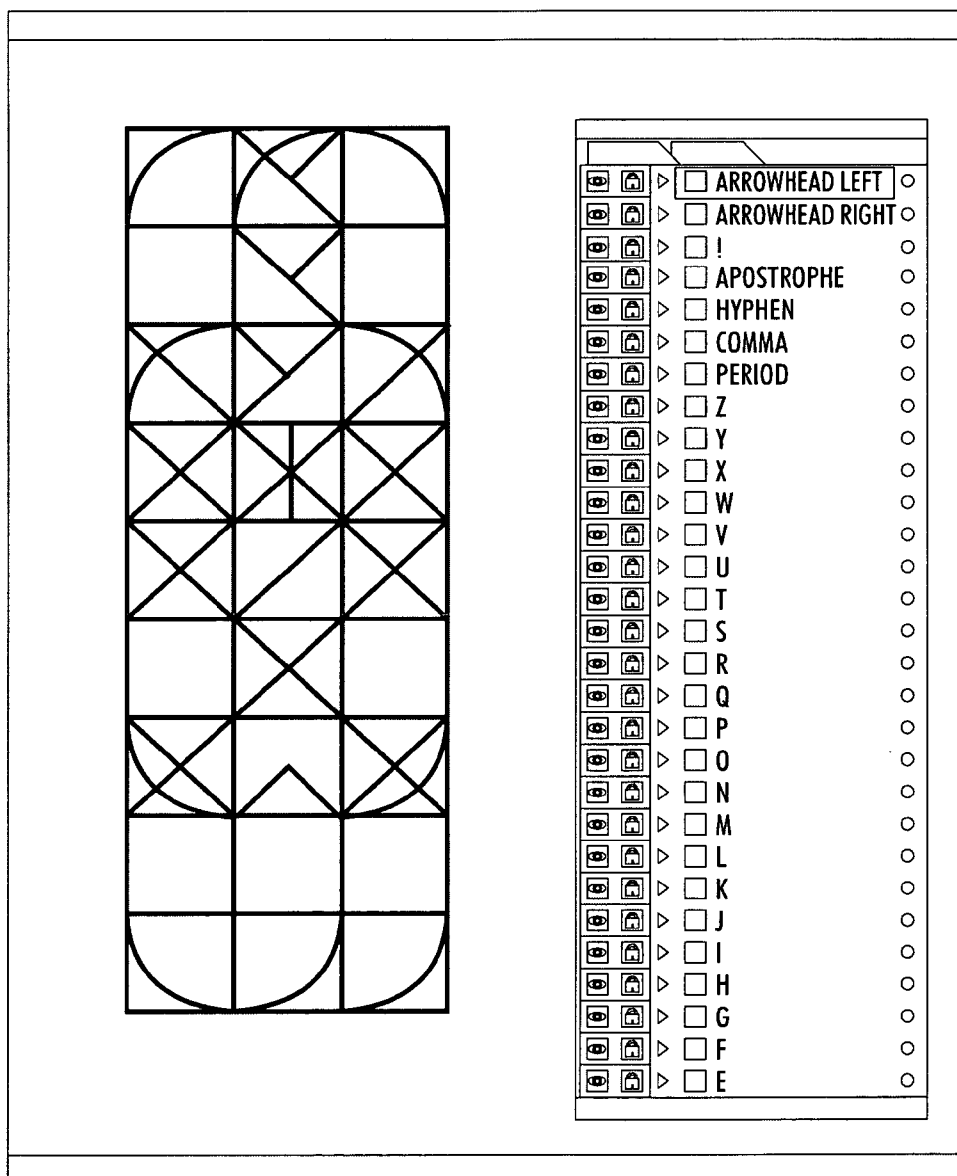 ARROWHEAD LEFT
ARROWHEAD RIGHT
!
APOSTROPHE
HYPHEN
COMMA
PERIOD
Z
Y
X
W
V
U
T
S
R
Q
P
O
N
M
L
K
J
I
H
G
F
E